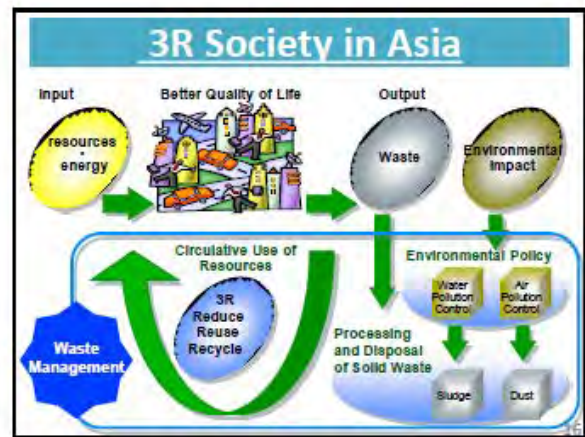 3R Society in Asia
Input
Better Quality of Life
Output
resources
・
energy
Waste
Environmental
Impact
Circulative Use of
Resources
Environmental Policy
3R
Reduce
Reuse
Recycle
Water
Pollution
Control
Air
Pollution
Control
Processing
and Disposal
of Solid Waste
Waste
Management
Sludge
Dust
16